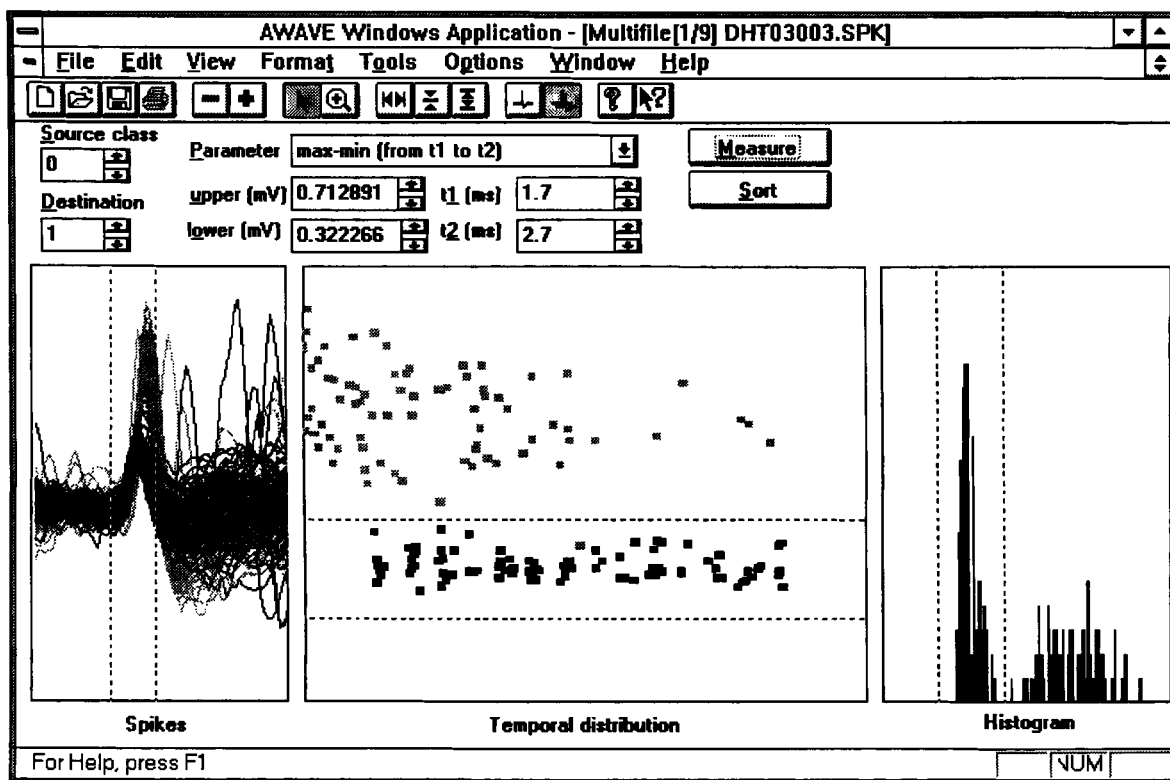 AWAVE Windows Application - [Multifile[1/9] DHT03003.SPK]
File Edit View Format Tools Options Window Help
Source class
0
Parameter max-min (from t1 to t2)
Measure
Destination
1
upper (mV) 0.712891 t1 (ms) 1.7
Sort
lower (mV) 0.322266 t2 (ms) 2.7
Spikes Temporal distribution Histogram
For Help, press F1 NUM